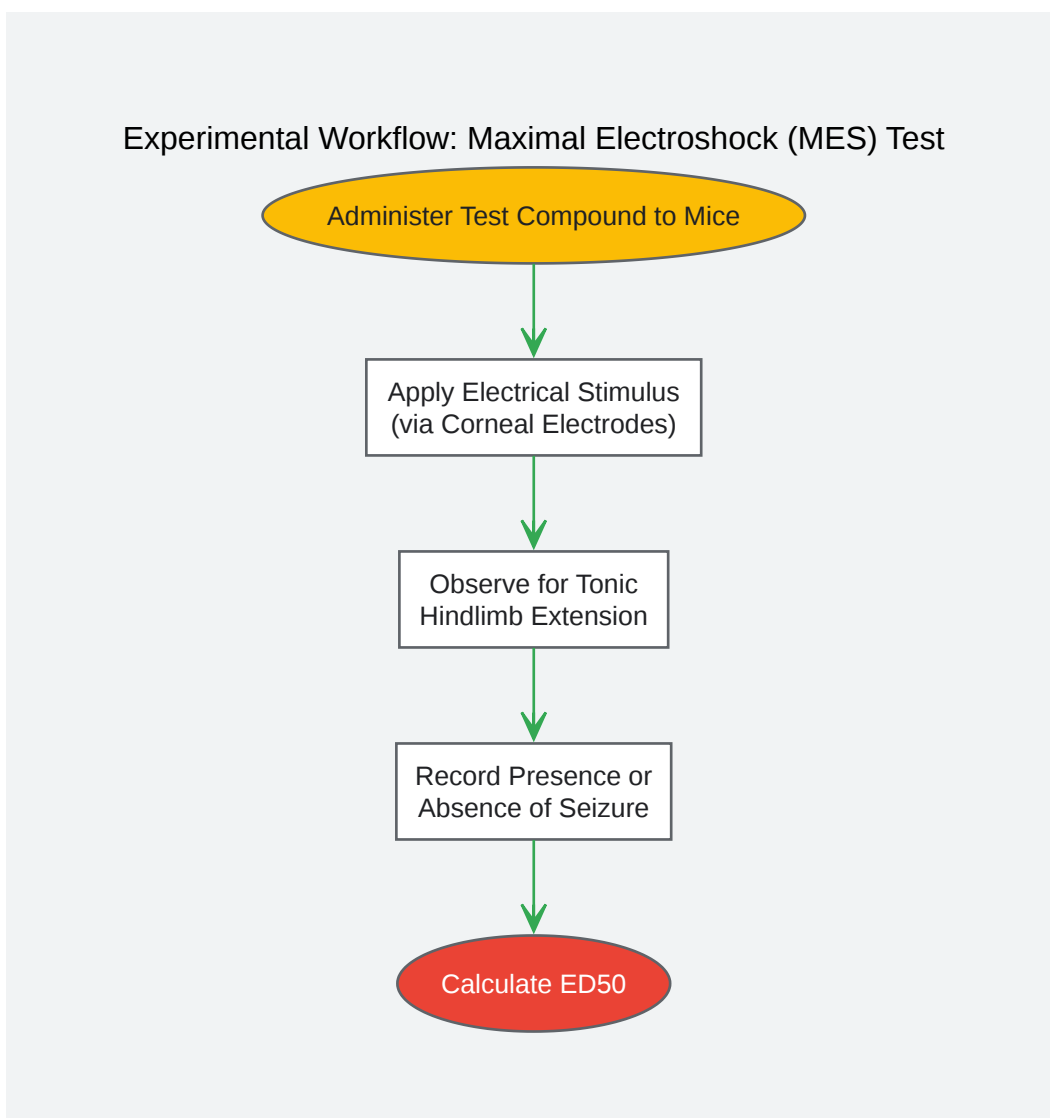 Experimental Workflow: Maximal Electroshock (MES) Test
Administer Test Compound to Mice
Apply Electrical Stimulus
(via Corneal Electrodes)
Observe for Tonic
Hindlimb Extension
Record Presence or
Absence of Seizure
Calculate ED50